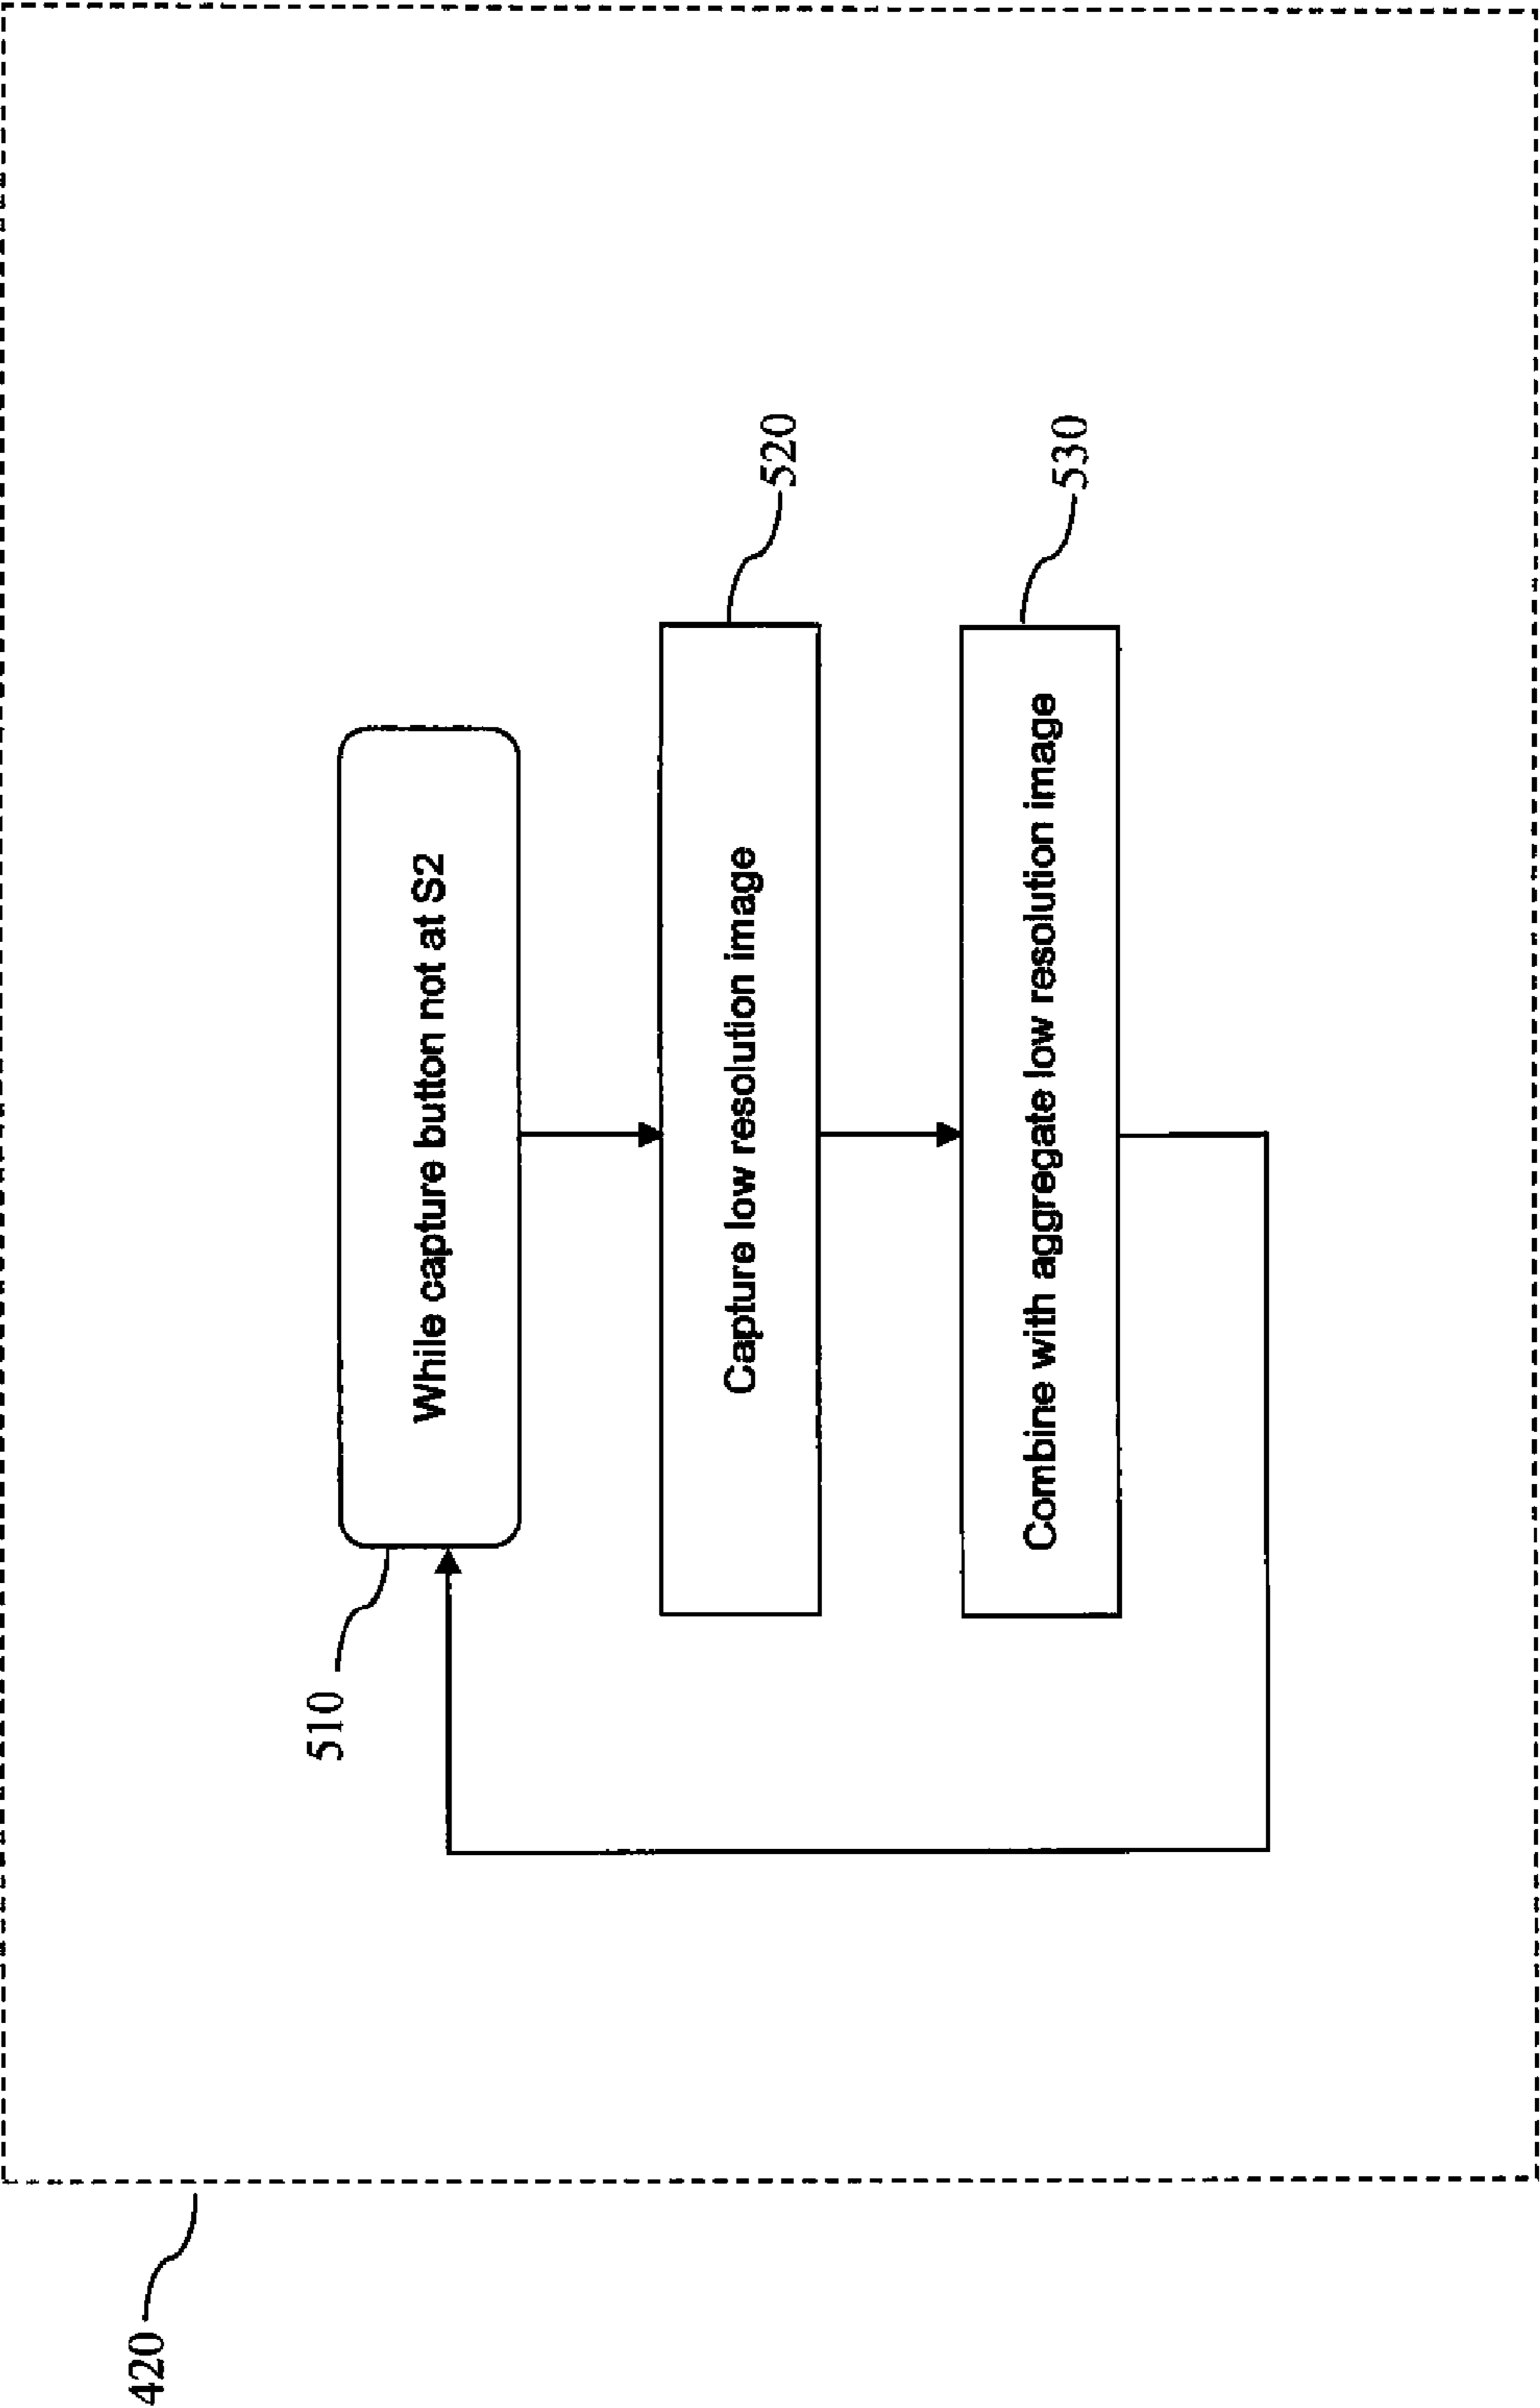 420
510
While capture button not at S2
520
Capture low resolution image
530
Combine with aggregate low resolution image